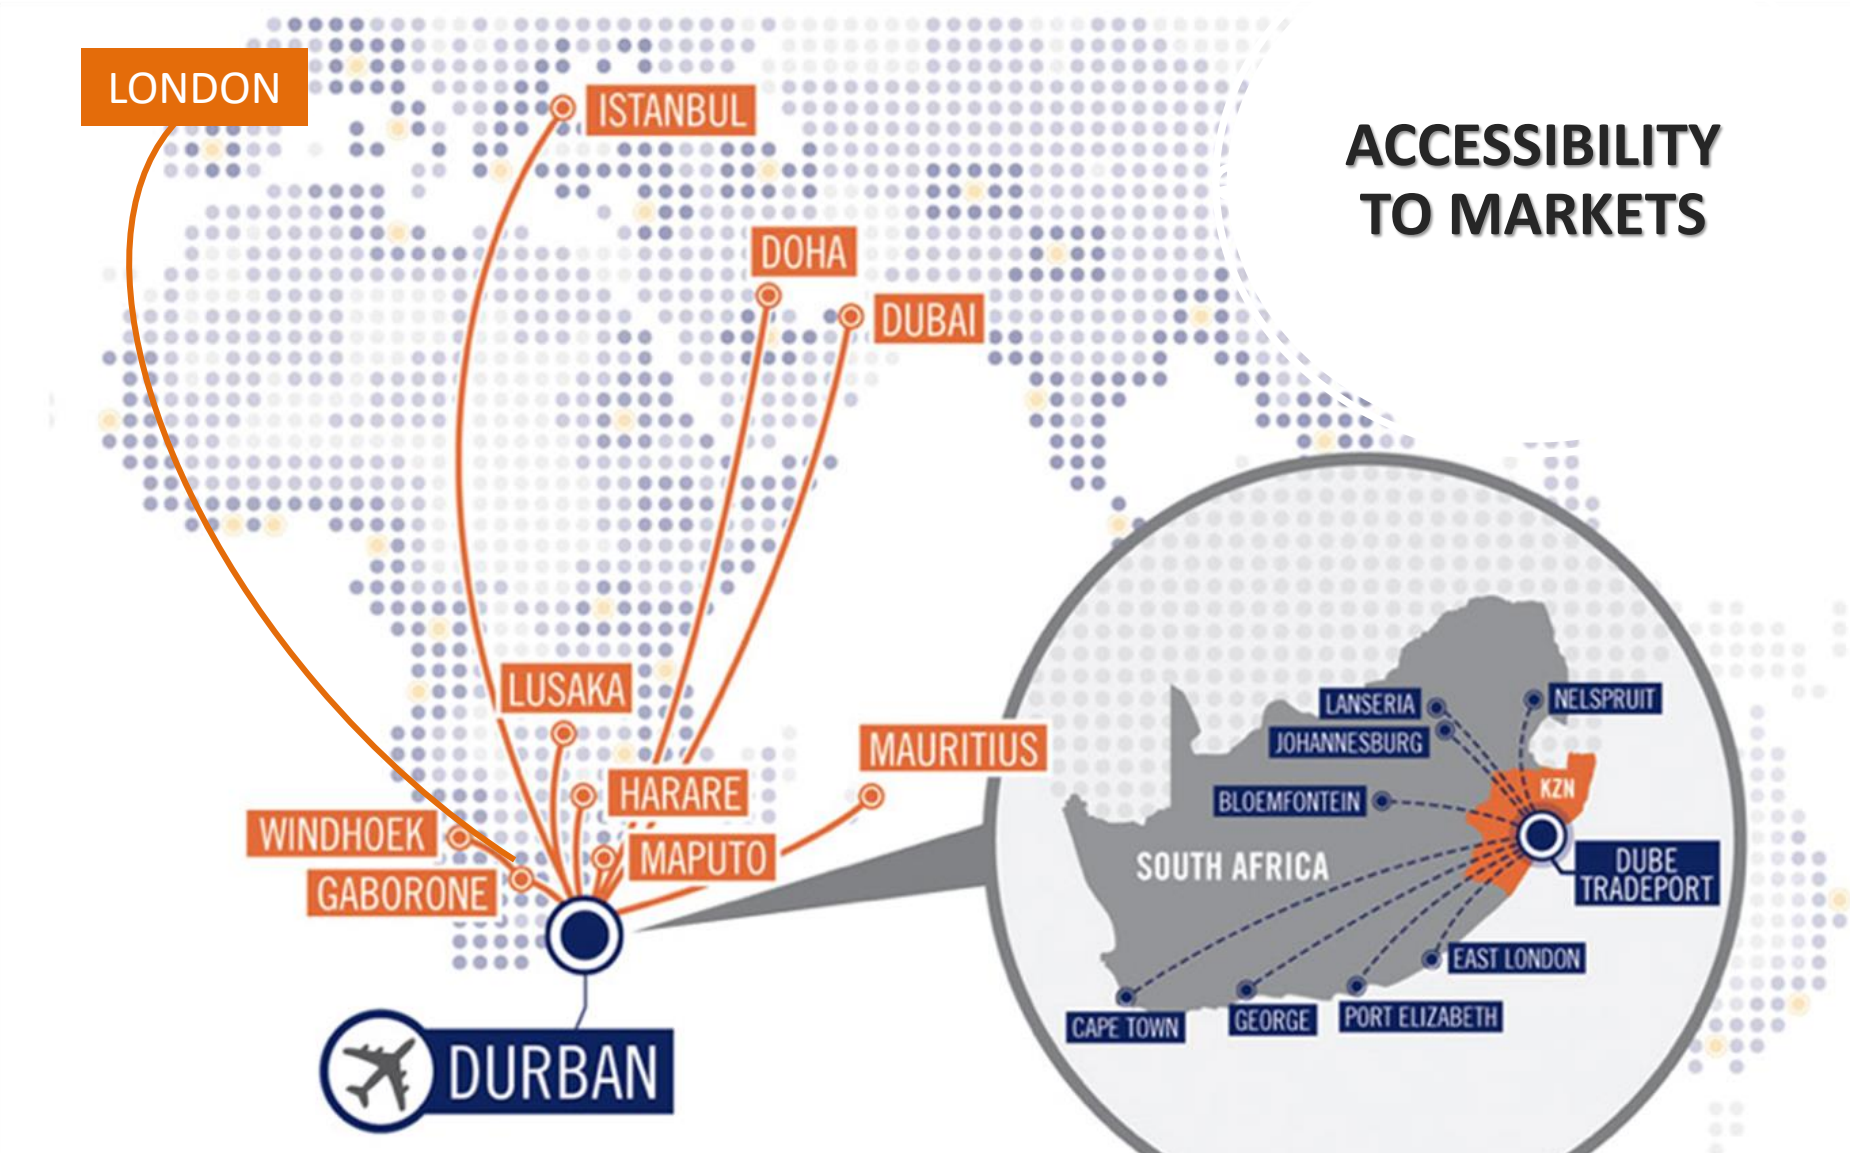 LONDON
ISTANBUL
ACCESSIBILITY
TO MARKETS
DOHA
DUBAI
LUSAKA
MAURITIUS
HARARE
WINDHOEK
MAPUTO
GABORONE
DURBAN
LANSERIA
NELSPRUIT
JOHANNESBURG
KZN
BLOEMFONTEIN
SOUTH AFRICA
DUBE
TRADEPORT
EAST LONDON
CAPE TOWN
GEORGE
PORT ELIZABETH